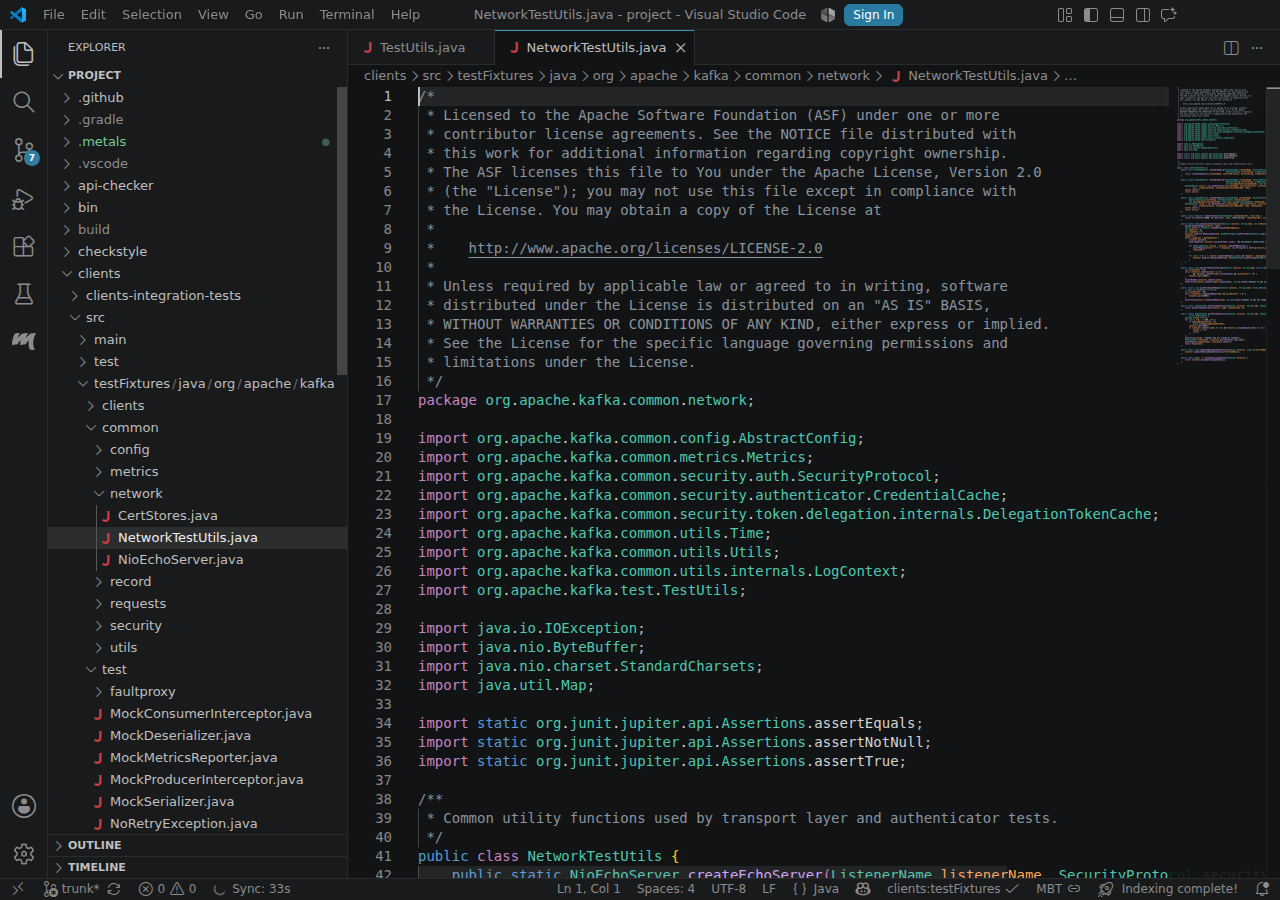 File Edit Selection View Go Run Terminal Help
NetworkTestUtils.java - project - Visual Studio Code
Sign In
EXPLORER
PROJECT
.github
.gradle
.metals
.vscode
api-checker
bin
build
checkstyle
clients
clients-integration-tests
src
main
test
testFixtures/java/org/apache/kafka
clients
common
config
metrics
network
CertStores.java
NetworkTestUtils.java
NioEchoServer.java
record
requests
security
utils
test
faultproxy
MockConsumerInterceptor.java
MockDeserializer.java
MockMetricsReporter.java
MockProducerInterceptor.java
MockSerializer.java
NoRetryException.java
OUTLINE
TIMELINE
7
TestUtils.java
NetworkTestUtils.java
clients > src > testFixtures > java > org > apache > kafka > common > network > NetworkTestUtils.java > ...
1 /*
2  * Licensed to the Apache Software Foundation (ASF) under one or more
3  * contributor license agreements. See the NOTICE file distributed with
4  * this work for additional information regarding copyright ownership.
5  * The ASF licenses this file to You under the Apache License, Version 2.0
6  * (the "License"); you may not use this file except in compliance with
7  * the License. You may obtain a copy of the License at
8  *
9  *    http://www.apache.org/licenses/LICENSE-2.0
10  *
11  * Unless required by applicable law or agreed to in writing, software
12  * distributed under the License is distributed on an "AS IS" BASIS,
13  * WITHOUT WARRANTIES OR CONDITIONS OF ANY KIND, either express or implied.
14  * See the License for the specific language governing permissions and
15  * limitations under the License.
16  */
17 package org.apache.kafka.common.network;
18
19 import org.apache.kafka.common.config.AbstractConfig;
20 import org.apache.kafka.common.metrics.Metrics;
21 import org.apache.kafka.common.security.auth.SecurityProtocol;
22 import org.apache.kafka.common.security.authenticator.CredentialCache;
23 import org.apache.kafka.common.security.token.delegation.internals.DelegationTokenCache;
24 import org.apache.kafka.common.utils.Time;
25 import org.apache.kafka.common.utils.Utils;
26 import org.apache.kafka.common.utils.internals.LogContext;
27 import org.apache.kafka.test.TestUtils;
28
29 import java.io.IOException;
30 import java.nio.ByteBuffer;
31 import java.nio.charset.StandardCharsets;
32 import java.util.Map;
33
34 import static org.junit.jupiter.api.Assertions.assertEquals;
35 import static org.junit.jupiter.api.Assertions.assertNotNull;
36 import static org.junit.jupiter.api.Assertions.assertTrue;
37
38 /**
39  * Common utility functions used by transport layer and authenticator tests.
40  */
41 public class NetworkTestUtils {
42     public static NioEchoServer createEchoServer(ListenerName listenerName, SecurityProtocol security
trunk* 0 0 Sync: 33s Ln 1, Col 1 Spaces: 4 UTF-8 LF { } Java clients:testFixtures MBT Indexing complete!